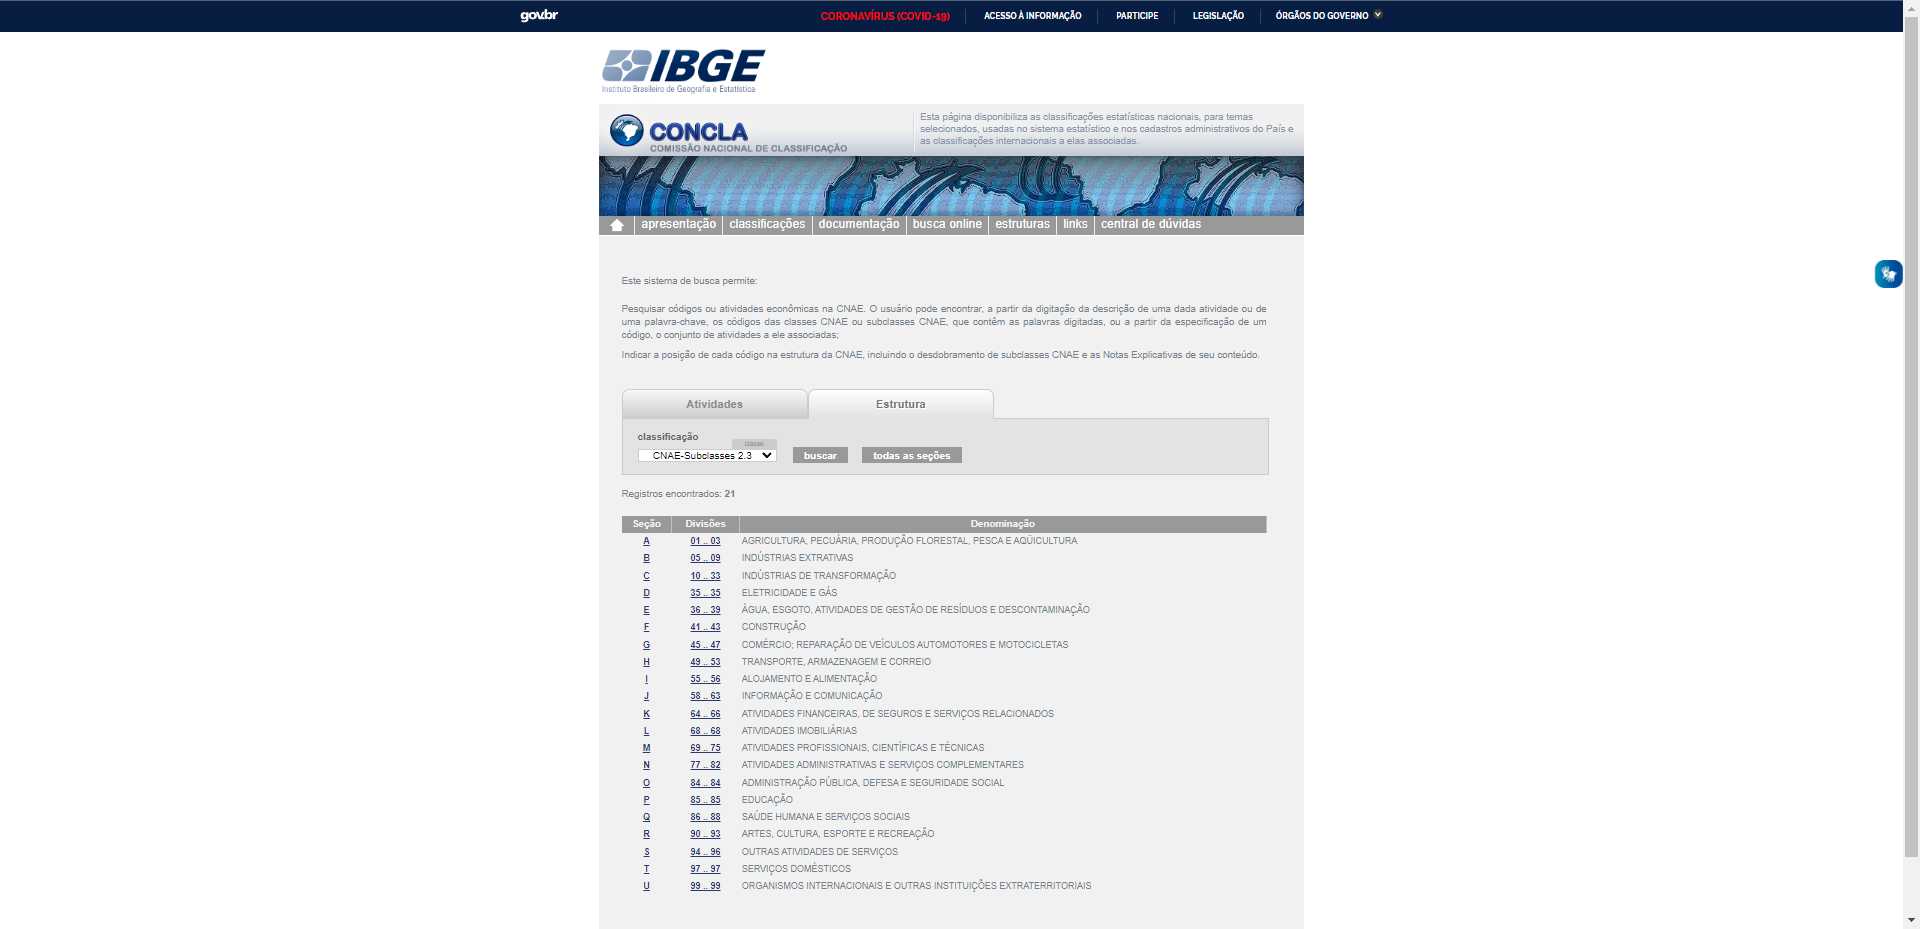 govbr
CORONAVÍRUS (COVID-19)
ACESSO À INFORMAÇÃO
PARTICIPE
LEGISLAÇÃO
ÓRGÃOS DO GOVERNO
IBGE
Instituto Brasileiro de Geografia e Estatística
CONCLA
COMISSÃO NACIONAL DE CLASSIFICAÇÃO
Esta página disponibiliza as classificações estatísticas nacionais, para temas
selecionados, usadas no sistema estatístico e nos cadastros administrativos do País e
as classificações internacionais a elas associadas.
apresentação classificações documentação busca online estruturas links central de dúvidas
Este sistema de busca permite:
Pesquisar códigos ou atividades econômicas na CNAE. O usuário pode encontrar, a partir da digitação da descrição de uma dada atividade ou de
uma palavra-chave, os códigos das classes CNAE ou subclasses CNAE, que contêm as palavras digitadas, ou a partir da especificação de um
código, o conjunto de atividades a ele associadas;
Indicar a posição de cada código na estrutura da CNAE, incluindo o desdobramento de subclasses CNAE e as Notas Explicativas de seu conteúdo.
Atividades
Estrutura
classificação
CNAE-Subclasses 2.3
buscar
todas as seções
Registros encontrados: 21
Seção Divisões Denominação
A 01 .. 03 AGRICULTURA, PECUÁRIA, PRODUÇÃO FLORESTAL, PESCA E AQÜICULTURA
B 05 .. 09 INDÚSTRIAS EXTRATIVAS
C 10 .. 33 INDÚSTRIAS DE TRANSFORMAÇÃO
D 35 .. 35 ELETRICIDADE E GÁS
E 36 .. 39 ÁGUA, ESGOTO, ATIVIDADES DE GESTÃO DE RESÍDUOS E DESCONTAMINAÇÃO
F 41 .. 43 CONSTRUÇÃO
G 45 .. 47 COMÉRCIO; REPARAÇÃO DE VEÍCULOS AUTOMOTORES E MOTOCICLETAS
H 49 .. 53 TRANSPORTE, ARMAZENAGEM E CORREIO
I 55 .. 56 ALOJAMENTO E ALIMENTAÇÃO
J 58 .. 63 INFORMAÇÃO E COMUNICAÇÃO
K 64 .. 66 ATIVIDADES FINANCEIRAS, DE SEGUROS E SERVIÇOS RELACIONADOS
L 68 .. 68 ATIVIDADES IMOBILIÁRIAS
M 69 .. 75 ATIVIDADES PROFISSIONAIS, CIENTÍFICAS E TÉCNICAS
N 77 .. 82 ATIVIDADES ADMINISTRATIVAS E SERVIÇOS COMPLEMENTARES
O 84 .. 84 ADMINISTRAÇÃO PÚBLICA, DEFESA E SEGURIDADE SOCIAL
P 85 .. 85 EDUCAÇÃO
Q 86 .. 88 SAÚDE HUMANA E SERVIÇOS SOCIAIS
R 90 .. 93 ARTES, CULTURA, ESPORTE E RECREAÇÃO
S 94 .. 96 OUTRAS ATIVIDADES DE SERVIÇOS
T 97 .. 97 SERVIÇOS DOMÉSTICOS
U 99 .. 99 ORGANISMOS INTERNACIONAIS E OUTRAS INSTITUIÇÕES EXTRATERRITORIAIS